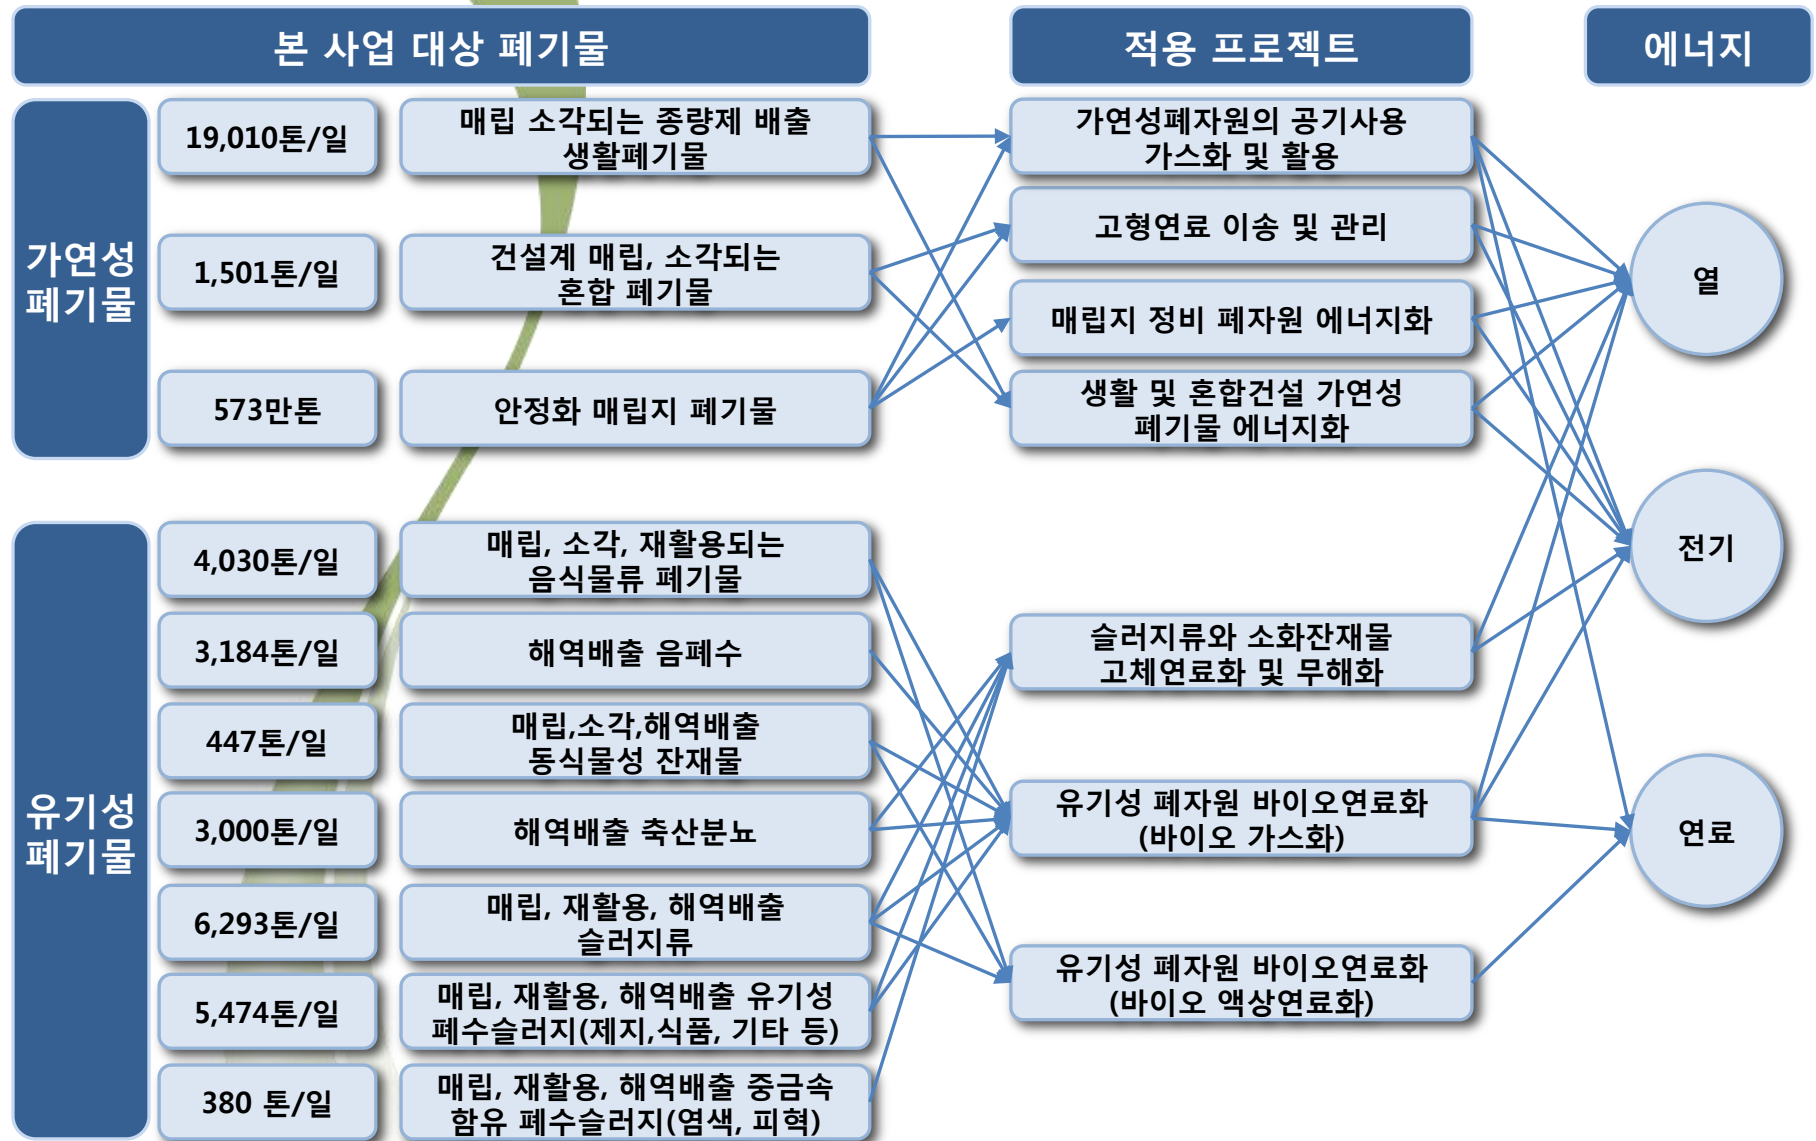 본 사업 대상 폐기물
적용 프로젝트
에너지
가연성
폐기물
19,010톤/일
매립 소각되는 종량제 배출
생활폐기물
1,501톤/일
건설계 매립, 소각되는
혼합 폐기물
573만톤
안정화 매립지 폐기물
가연성폐자원의 공기사용
가스화 및 활용
고형연료 이송 및 관리
매립지 정비 폐자원 에너지화
생활 및 혼합건설 가연성
폐기물 에너지화
유기성
폐기물
4,030톤/일
매립, 소각, 재활용되는
음식물류 폐기물
3,184톤/일
해역배출 음폐수
447톤/일
매립,소각,해역배출
동식물성 잔재물
3,000톤/일
해역배출 축산분뇨
6,293톤/일
매립, 재활용, 해역배출
슬러지류
5,474톤/일
매립, 재활용, 해역배출 유기성
폐수슬러지(제지,식품, 기타 등)
380 톤/일
매립, 재활용, 해역배출 중금속
함유 폐수슬러지(염색, 피혁)
슬러지류와 소화잔재물
고체연료화 및 무해화
유기성 폐자원 바이오연료화
(바이오 가스화)
유기성 폐자원 바이오연료화
(바이오 액상연료화)
열
전기
연료